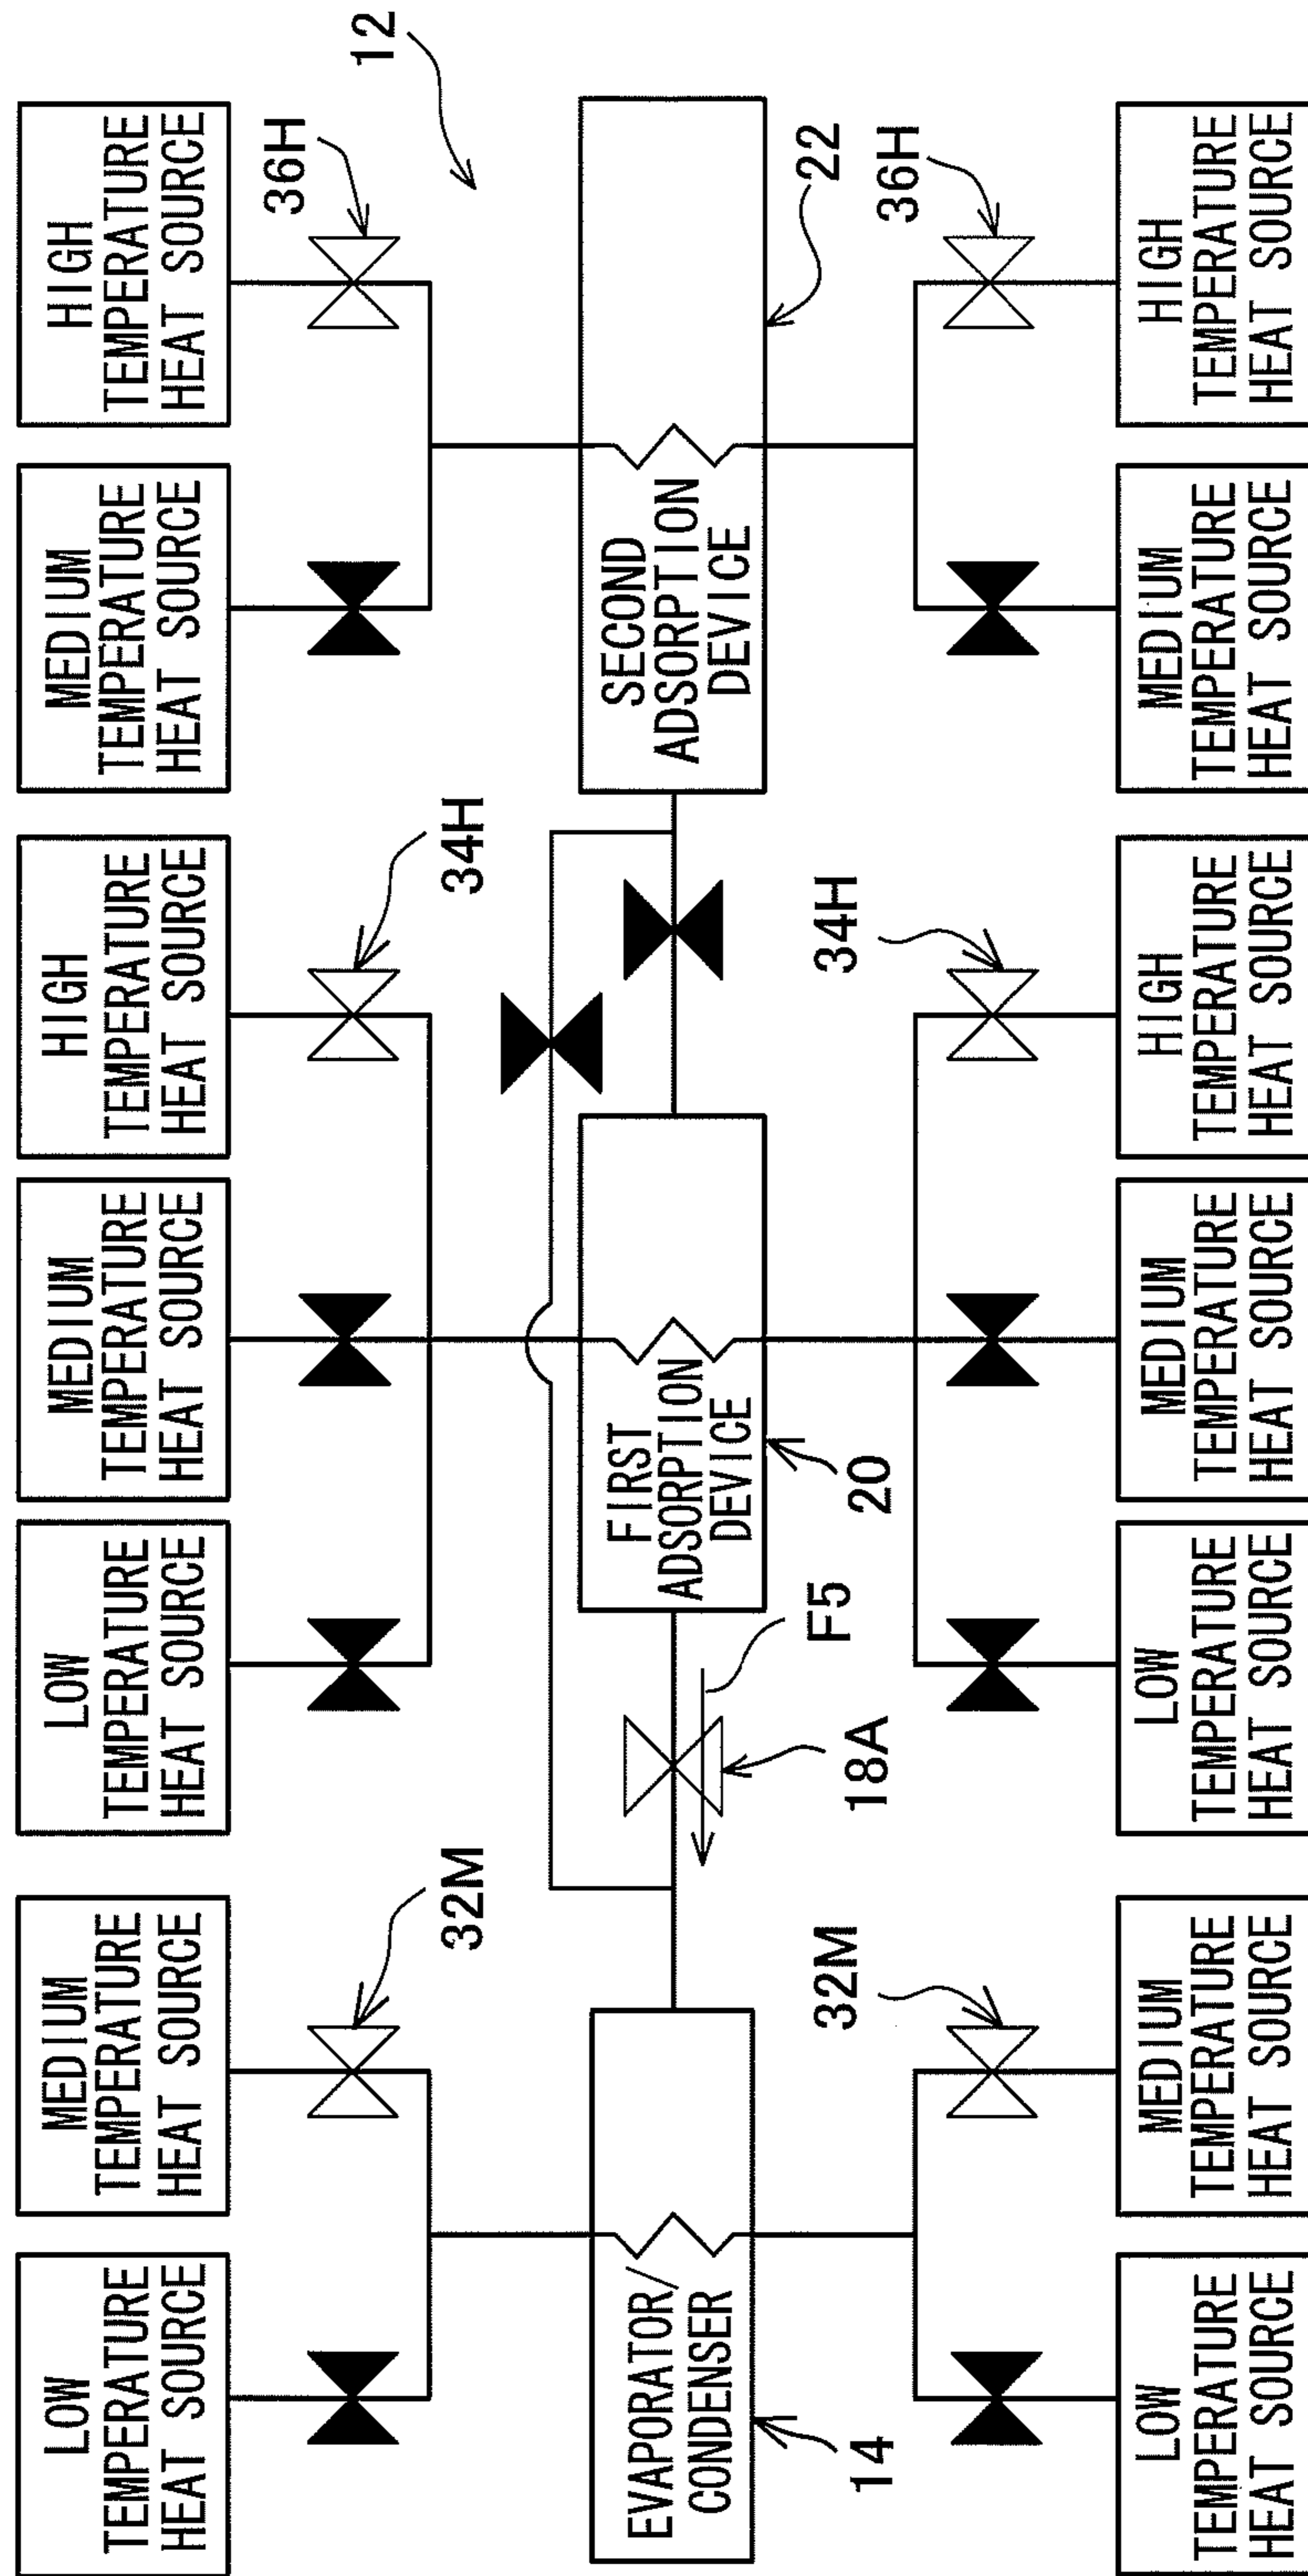 LOW
TEMPERATURE
HEAT SOURCE
MEDIUM
TEMPERATURE
HEAT SOURCE
LOW
TEMPERATURE
HEAT SOURCE
MEDIUM
TEMPERATURE
HEAT SOURCE
HIGH
TEMPERATURE
HEAT SOURCE
MEDIUM
TEMPERATURE
HEAT SOURCE
HIGH
TEMPERATURE
HEAT SOURCE
32M
34H
36H
12
EVAPORATOR/
CONDENSER
FIRST
ADSORPTION
DEVICE
SECOND
ADSORPTION
DEVICE
14
18A
F5
20
22
32M
34H
36H
LOW
TEMPERATURE
HEAT SOURCE
MEDIUM
TEMPERATURE
HEAT SOURCE
LOW
TEMPERATURE
HEAT SOURCE
MEDIUM
TEMPERATURE
HEAT SOURCE
HIGH
TEMPERATURE
HEAT SOURCE
MEDIUM
TEMPERATURE
HEAT SOURCE
HIGH
TEMPERATURE
HEAT SOURCE